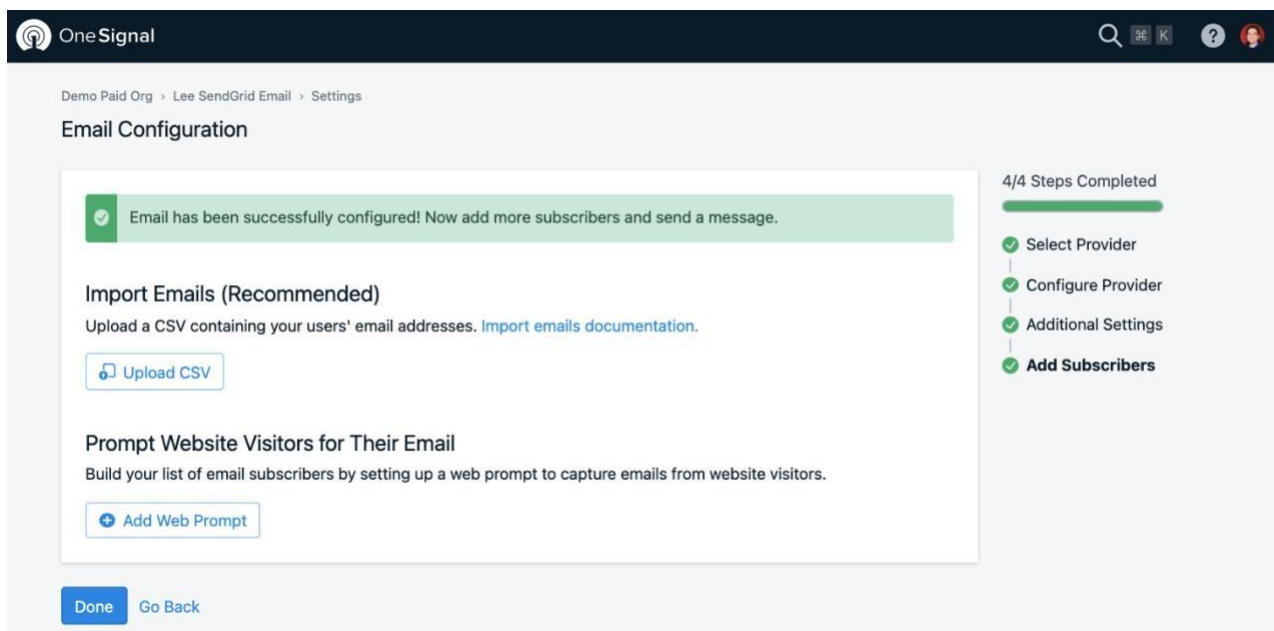 OneSignal
⌘ K
?
Demo Paid Org > Lee SendGrid Email > Settings
Email Configuration
Email has been successfully configured! Now add more subscribers and send a message.
Import Emails (Recommended)
Upload a CSV containing your users' email addresses. Import emails documentation.
Upload CSV
Prompt Website Visitors for Their Email
Build your list of email subscribers by setting up a web prompt to capture emails from website visitors.
Add Web Prompt
Done Go Back
4/4 Steps Completed
Select Provider
Configure Provider
Additional Settings
Add Subscribers